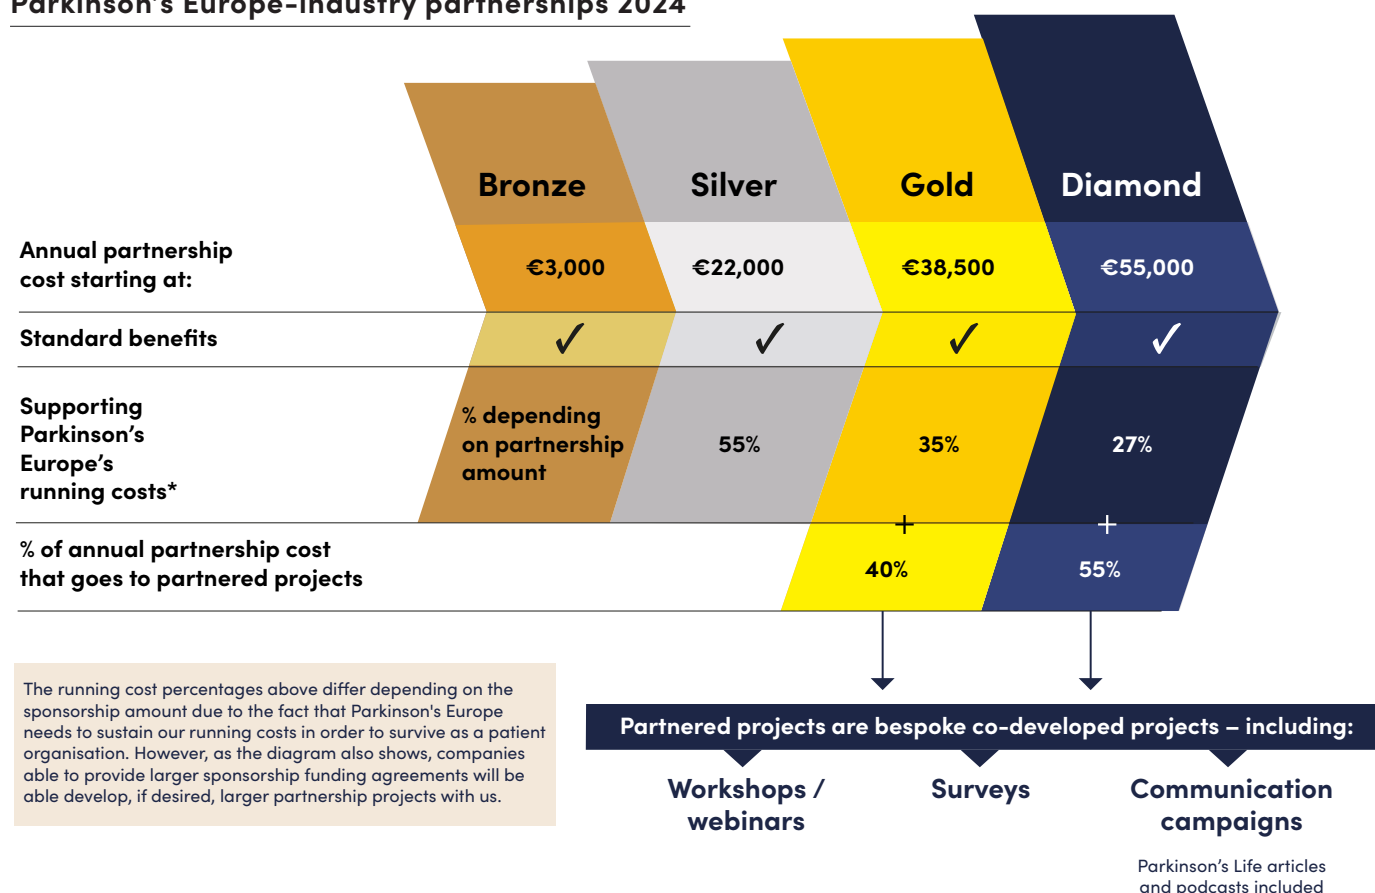 Parkinson's Europe-industry partnerships 2024
Bronze
Silver
Gold
Diamond
Annual partnership
cost starting at:
€3,000
€22,000
€38,500
€55,000
Standard benefits
✓
✓
✓
✓
Supporting
Parkinson’s
Europe’s
running costs*
% depending
on partnership
amount
55%
35%
27%
+
+
% of annual partnership cost
that goes to partnered projects
40%
55%
The running cost percentages above differ depending on the
sponsorship amount due to the fact that Parkinson's Europe
needs to sustain our running costs in order to survive as a patient
organisation. However, as the diagram also shows, companies
able to provide larger sponsorship funding agreements will be
able develop, if desired, larger partnership projects with us.
Partnered projects are bespoke co-developed projects – including:
Workshops /
webinars
Surveys
Communication
campaigns
Parkinson’s Life articles
and podcasts included